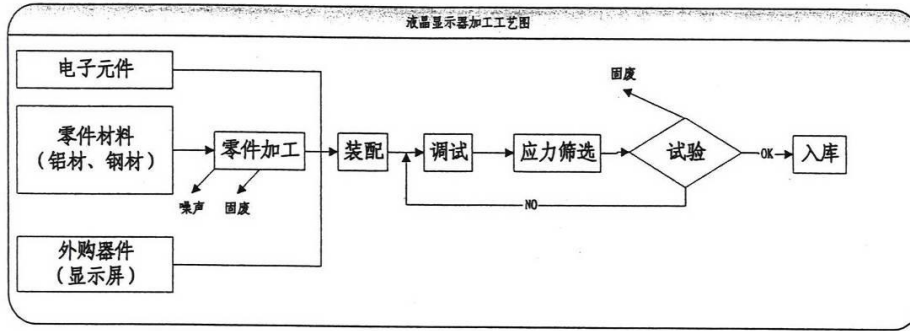 液晶显示器加工工艺图
固废
电子元件
零件材料
(铝材、钢材)
零件加工
装配
调试
应力筛选
试验
OK
入库
噪声
固废
NO
外购器件
(显示屏)